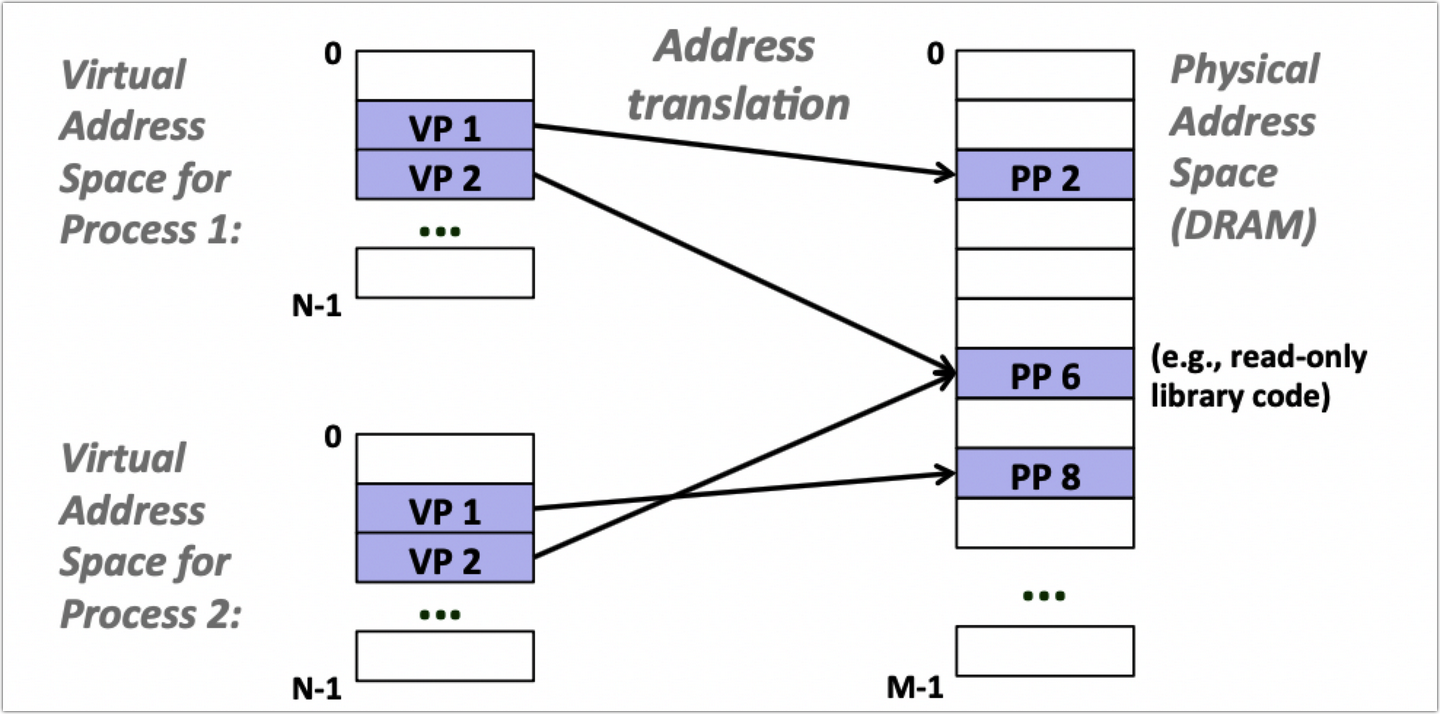 Virtual
Address
Space for
Process 1:
0
VP 1
VP 2
...
N-1
Address
translation
0
PP 2
PP 6
PP 8
...
M-1
Physical
Address
Space
(DRAM)
(e.g., read-only
library code)
Virtual
Address
Space for
Process 2:
0
VP 1
VP 2
...
N-1